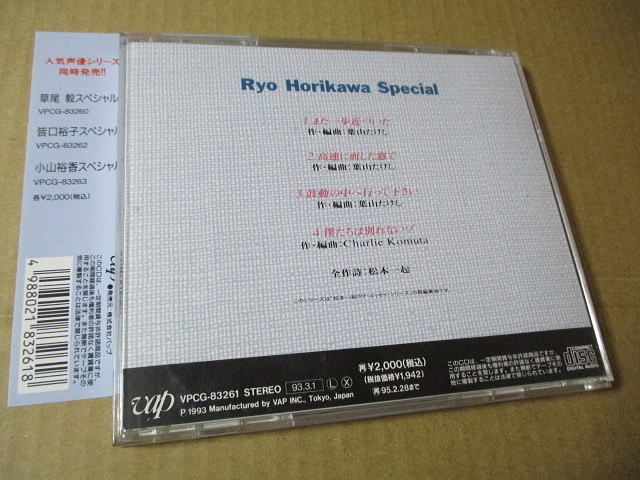 人気声優シリーズ
同時発売!!
草尾 毅スペシャル
VPCG-83260
皆口裕子スペシャル
VPCG-83262
小山裕香スペシャル
VPCG-83263
各¥2,000(税込)
4988021832618
Ryo Horikawa Special
1.また一歩近づいた
作・編曲:葉山たけし
2.高速に面した窓で
作・編曲:葉山たけし
3.鼓動の中へ行って下さい
作・編曲:葉山たけし
4.僕たちは別れないゾ
作・編曲:Charlie Komuta
全作詩:松本一起
vap
VPCG-83261 STEREO 93.3.1 L X
P 1993 Manufactured by VAP INC., Tokyo, Japan
再¥2,000(税込)
(税抜価格¥1,942)
再95.2.28まで
COMPACT
disc
DIGITAL AUDIO